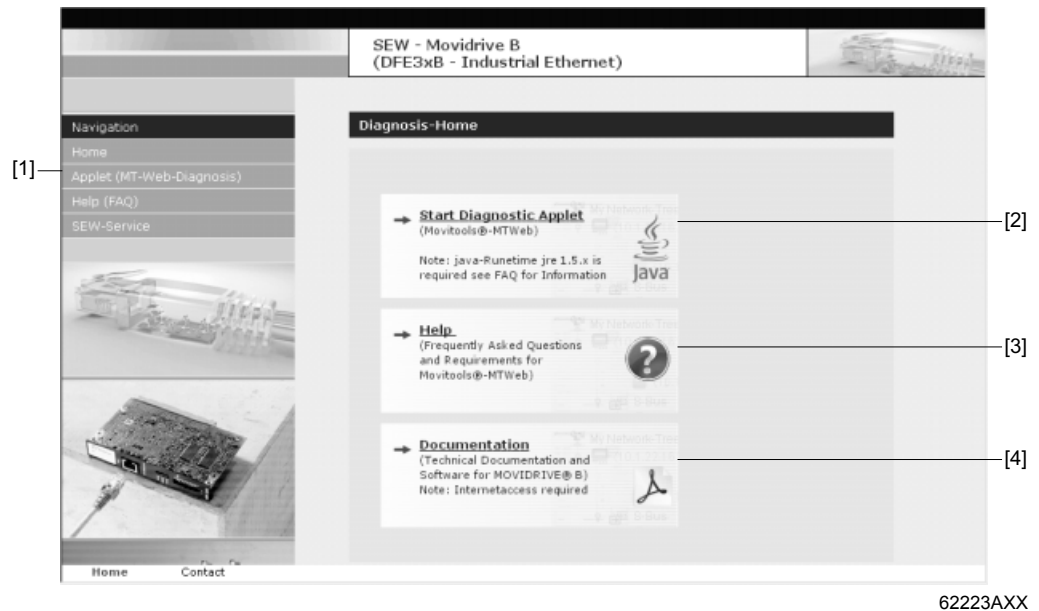 SEW - Movidrive B
(DFE3xB - Industrial Ethernet)
Navigation
Home
[1]
Applet (MT-Web-Diagnosis)
Help (FAQ)
SEW-Service
Diagnosis-Home
Start Diagnostic Applet
(Movitools®-MTWeb)
Note: java-Runetime jre 1.5.x is
required see FAQ for Information
Java
[2]
Help
(Frequently Asked Questions
and Requirements for
Movitools®-MTWeb)
[3]
Documentation
(Technical Documentation and
Software for MOVIDRIVE® B)
Note: Internetaccess required
[4]
Home Contact
62223AXX